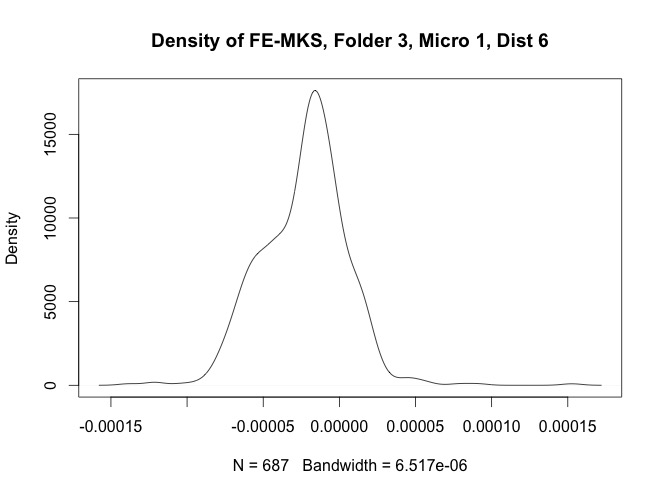 Density of FE-MKS, Folder 3, Micro 1, Dist 6
Density
15000
10000
5000
0
-0.00015 -0.00005 0.00000 0.00005 0.00010 0.00015
N = 687 Bandwidth = 6.517e-06